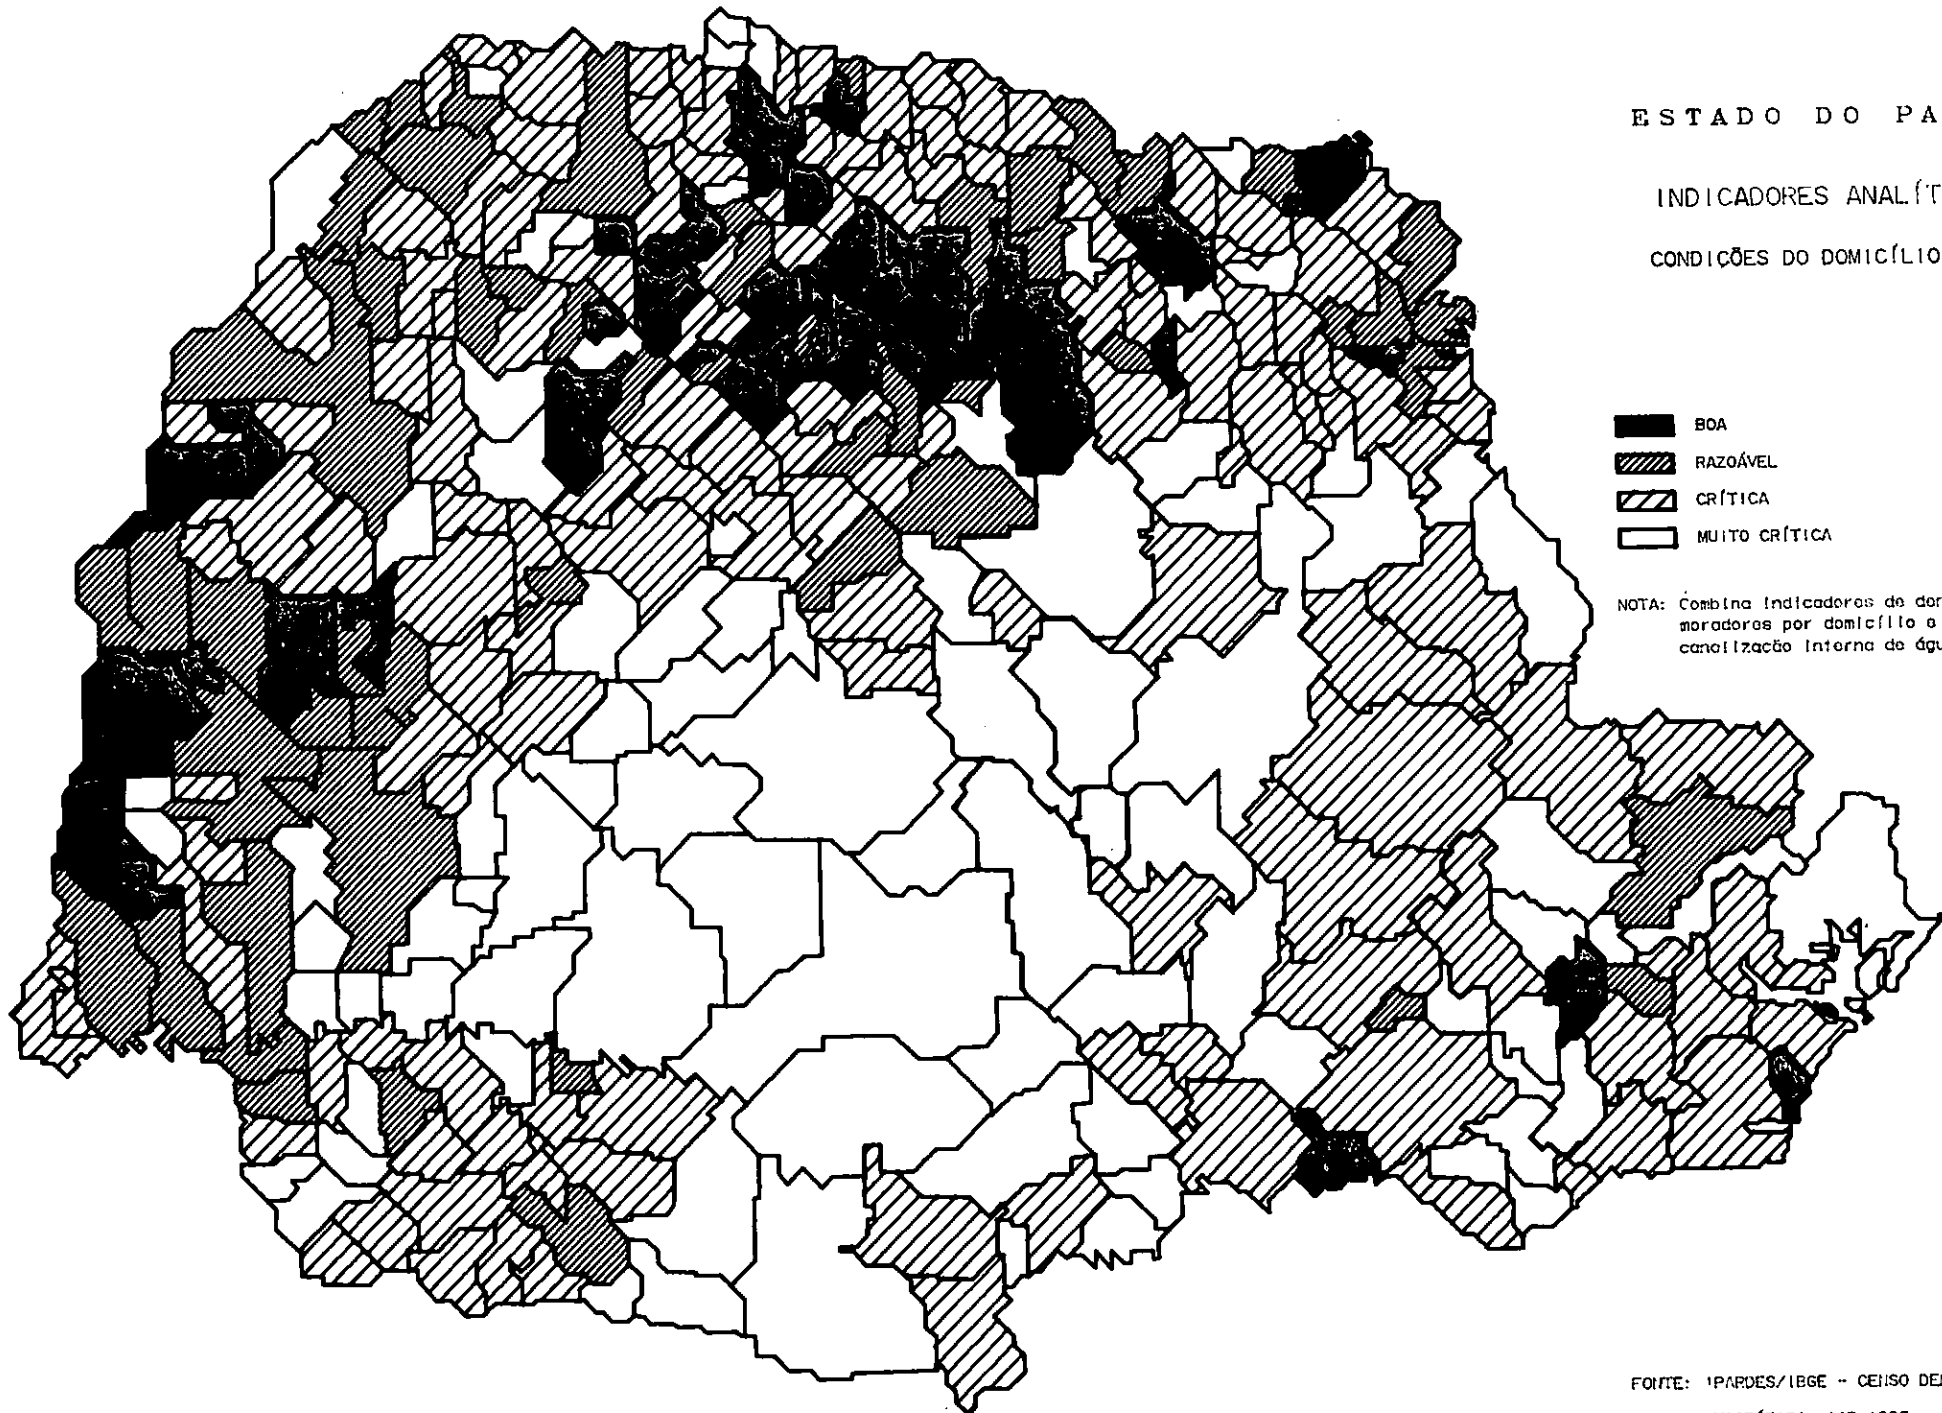 ESTADO DO PA
INDICADORES ANALÍT
CONDIÇÕES DO DOMICÍLIO
BOA
RAZOÁVEL
CRÍTICA
MUITO CRÍTICA
NOTA: Combina indicadores de
moradores por domicílio e
canalização interna de
FONTE: IPARDES/IBGE - CENSO